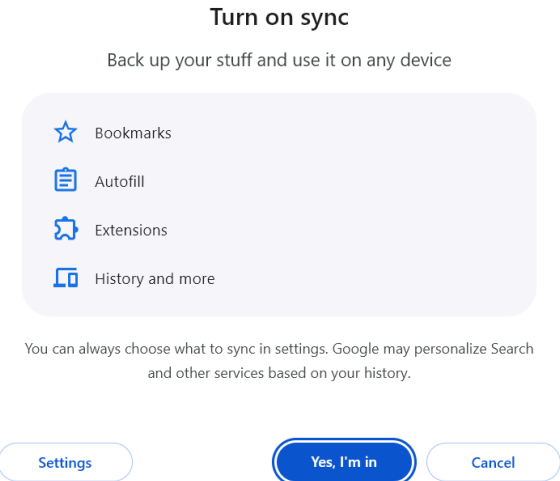 Turn on sync
Back up your stuff and use it on any device
Bookmarks
Autofill
Extensions
History and more
You can always choose what to sync in settings. Google may personalize Search
and other services based on your history.
Settings
Yes, I'm in
Cancel